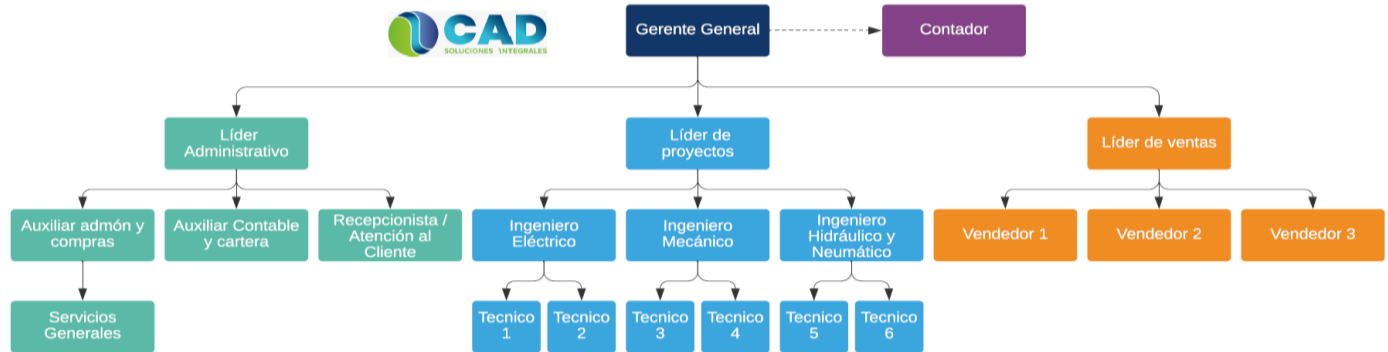 CAD
SOLUCIONES INTEGRALES
Gerente General
Contador
Líder
Administrativo
Líder de
proyectos
Líder de ventas
Auxiliar admón y
compras
Auxiliar Contable
y cartera
Recepcionista /
Atención al
Cliente
Ingeniero
Eléctrico
Ingeniero
Mecánico
Ingeniero
Hidráulico y
Neumático
Vendedor 1
Vendedor 2
Vendedor 3
Servicios
Generales
Tecnico
1
Tecnico
2
Tecnico
3
Tecnico
4
Tecnico
5
Tecnico
6